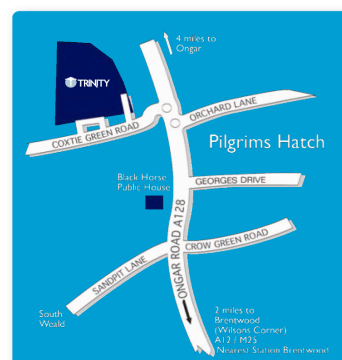 4 miles to
Ongar
TRINITY
ORCHARD LANE
COXTIE GREEN ROAD
Pilgrims Hatch
Black Horse
Public House
GEORGES DRIVE
ONGAR ROAD A128
CROW GREEN ROAD
SANDPIT LANE
South
Weald
2 miles to
Brentwood
(Wilsons Corner)
A12 / M25
Nearest Station Brentwood